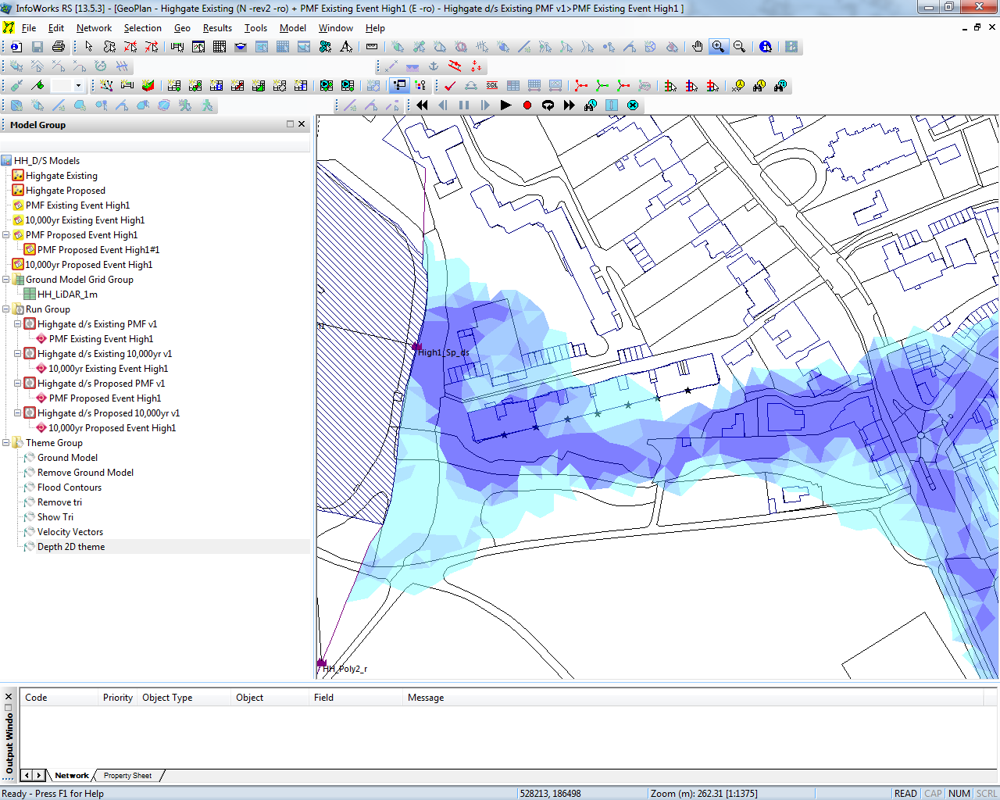 InfoWorks RS [13.5.3] - [GeoPlan - Highgate Existing (N -rev2 -ro) + PMF Existing Event High1 (E -ro) - Highgate d/s Existing PMF v1>PMF Existing Event High1 ]
File Edit Network Selection Geo Results Tools Model Window Help
SQL
Model Group
HH_D/S Models
Highgate Existing
Highgate Proposed
PMF Existing Event High1
10,000yr Existing Event High1
PMF Proposed Event High1
PMF Proposed Event High1#1
10,000yr Proposed Event High1
Ground Model Grid Group
HH_LiDAR_1m
Run Group
Highgate d/s Existing PMF v1
PMF Existing Event High1
Highgate d/s Existing 10,000yr v1
10,000yr Existing Event High1
Highgate d/s Proposed PMF v1
PMF Proposed Event High1
Highgate d/s Proposed 10,000yr v1
10,000yr Proposed Event High1
Theme Group
Ground Model
Remove Ground Model
Flood Contours
Remove tri
Show Tri
Velocity Vectors
Depth 2D theme
High1_Sp_ds
HH_Poly2_r
Output Windo
Code Priority Object Type Object Field Message
Network Property Sheet
Ready - Press F1 for Help 528213, 186498 Zoom (m): 262.31 [1:1375] READ CAP NUM SCRL